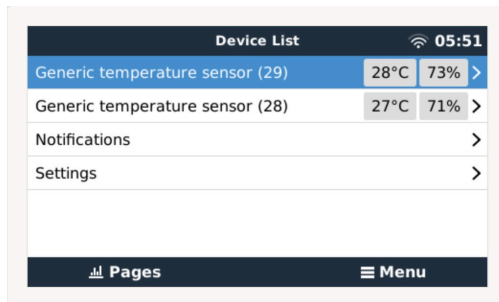 Device List 05:51
Generic temperature sensor (29) 28°C 73%
Generic temperature sensor (28) 27°C 71%
Notifications
Settings
Pages Menu